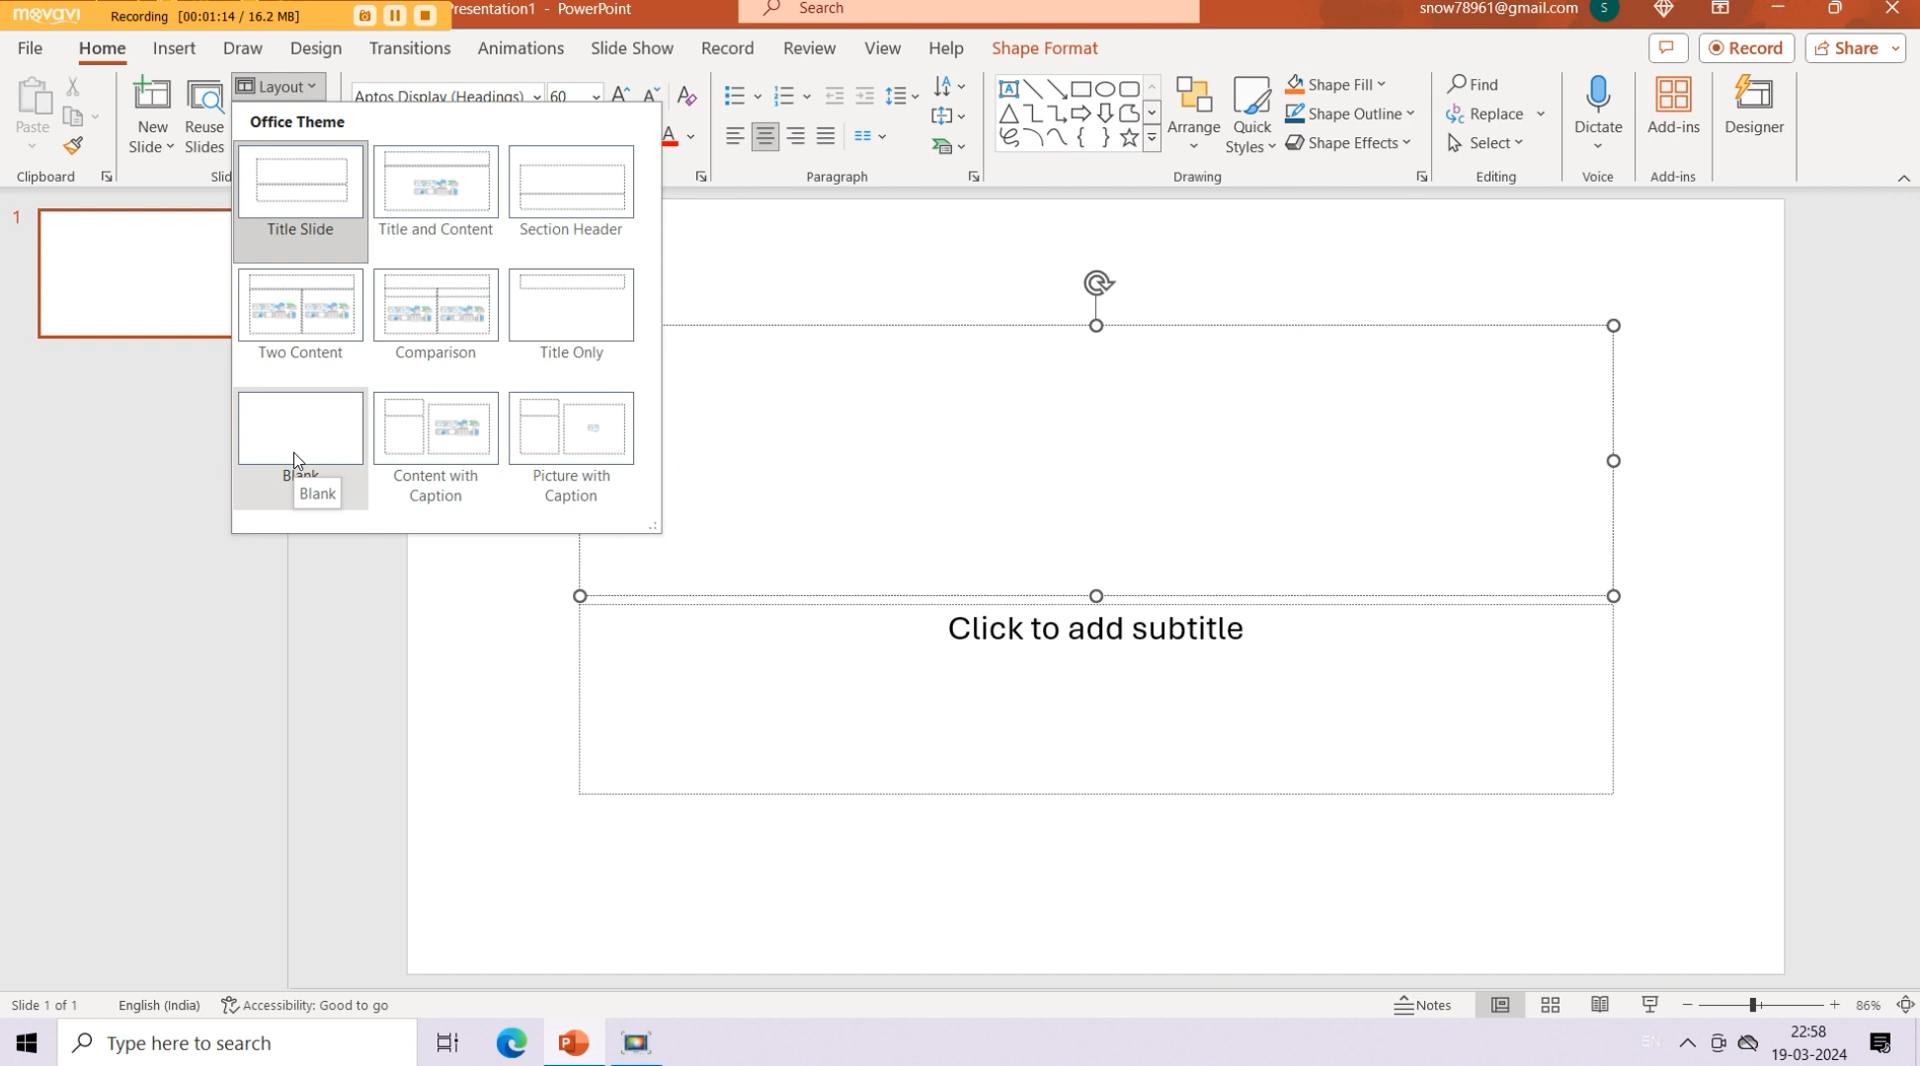 movavi
Recording [00:01:14 / 16.2 MB]
Presentation1 - PowerPoint
Search
snow78961@gmail.com
S
File
Home
Insert
Draw
Design
Transitions
Animations
Slide Show
Record
Review
View
Help
Shape Format
Record
Share
Paste
New
Slide
Reuse
Slides
Layout
Aptos Display (Headings)
60
Arrange
Quick
Styles
Shape Fill
Shape Outline
Shape Effects
Find
Replace
Select
Dictate
Add-ins
Designer
Clipboard
Paragraph
Drawing
Editing
Voice
Add-ins
Office Theme
Title Slide
Title and Content
Section Header
Two Content
Comparison
Title Only
Blank
Content with
Caption
Picture with
Caption
Blank
1
Click to add subtitle
Slide 1 of 1
English (India)
Accessibility: Good to go
Notes
86%
Type here to search
EN
22:58
19-03-2024